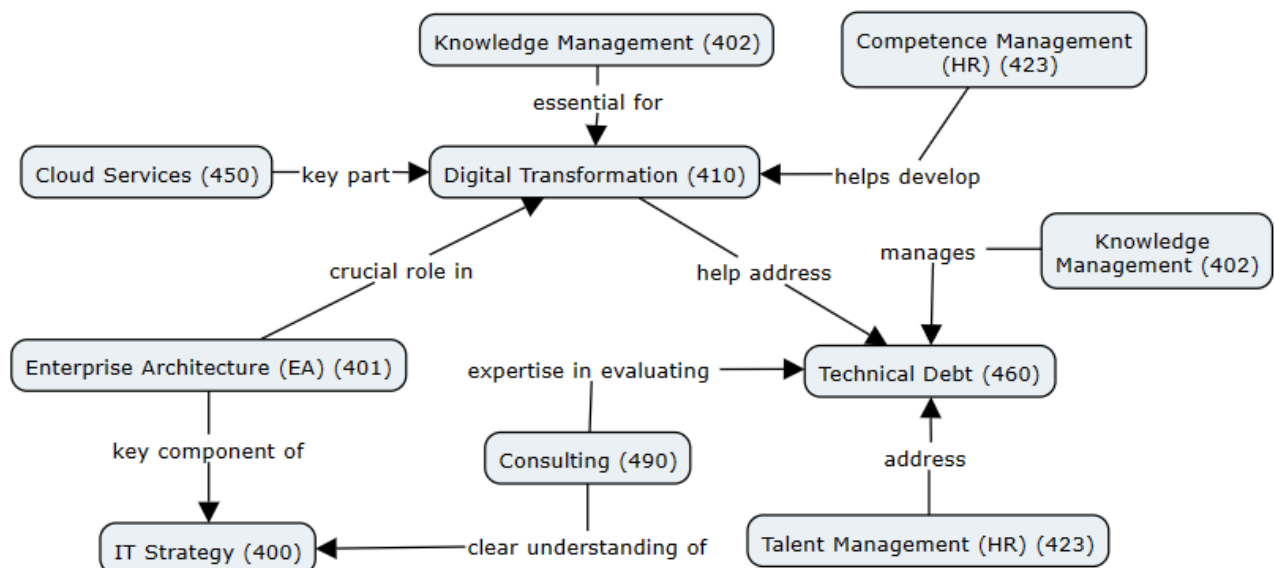 Knowledge Management (402)
Competence Management
(HR) (423)
essential for
Cloud Services (450)
key part
Digital Transformation (410)
helps develop
Knowledge
Management (402)
manages
crucial role in
help address
Enterprise Architecture (EA) (401)
expertise in evaluating
Technical Debt (460)
key component of
Consulting (490)
address
IT Strategy (400)
clear understanding of
Talent Management (HR) (423)